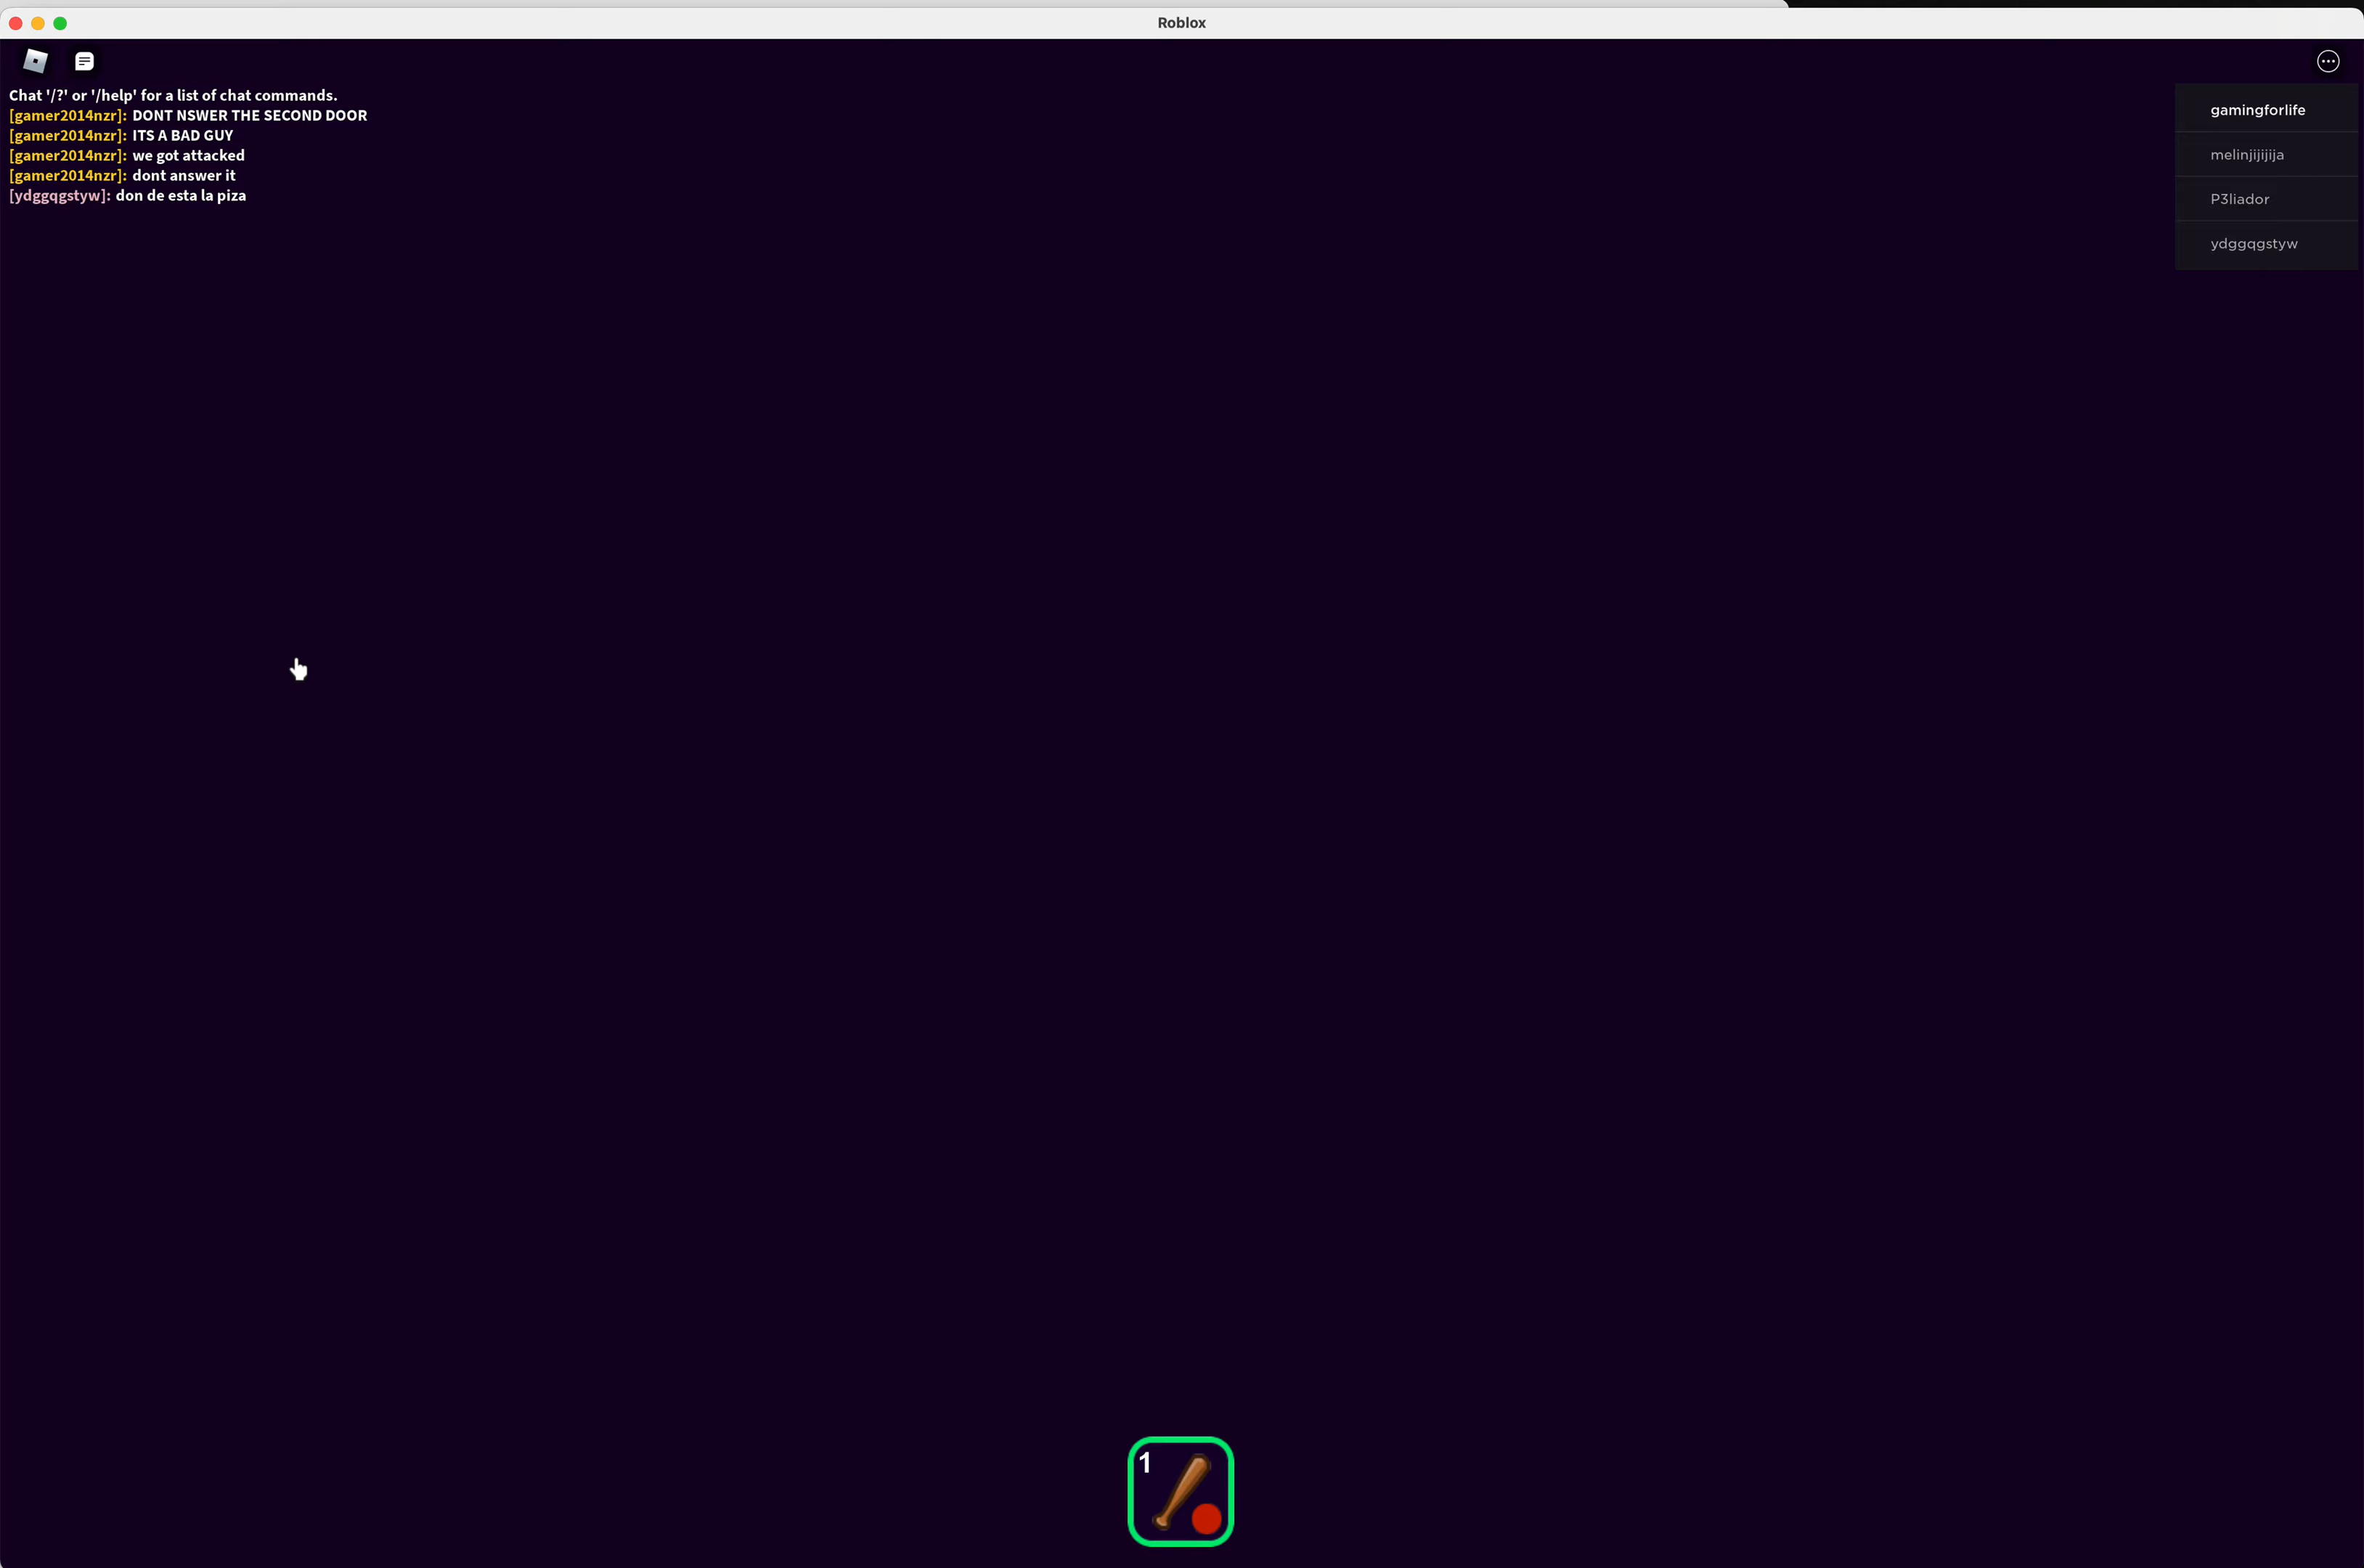 Roblox
Chat '/?' or '/help' for a list of chat commands.
[gamer2014nzr]: DONT NSWER THE SECOND DOOR
[gamer2014nzr]: ITS A BAD GUY
[gamer2014nzr]: we got attacked
[gamer2014nzr]: dont answer it
[ydggqgstyw]: don de esta la piza
gamingforlife
melinjijijija
P3liador
ydggqgstyw
1